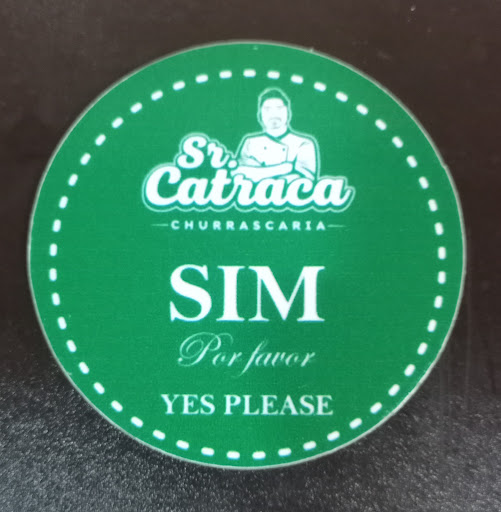 Sr.
Catraca
CHURRASCARIA
SIM
Por favor
YES PLEASE